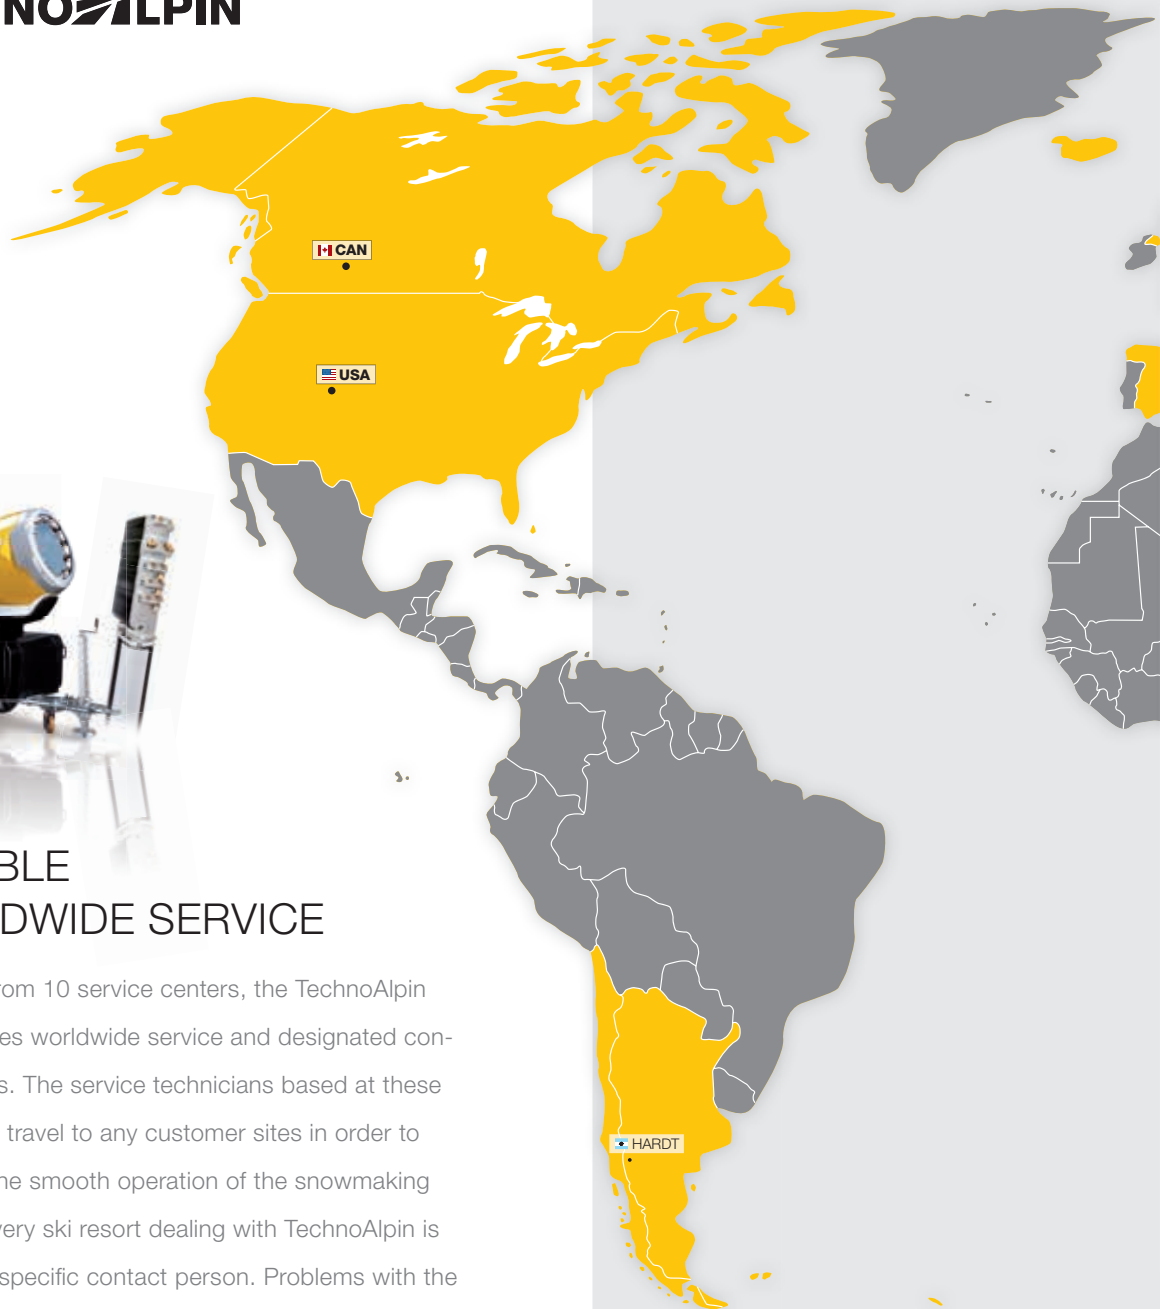 NOALPIN
CAN
USA
HARDT
BLE
DWIDE SERVICE
rom 10 service centers, the TechnoAlpin
es worldwide service and designated con-
s. The service technicians based at these
travel to any customer sites in order to
he smooth operation of the snowmaking
very ski resort dealing with TechnoAlpin is
specific contact person. Problems with the